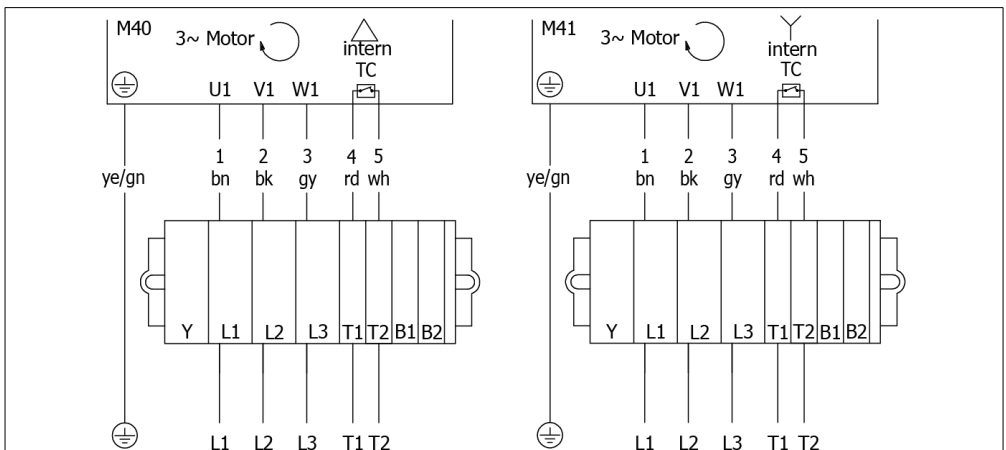 M40 3~ Motor intern TC
U1 V1 W1
1 2 3 4 5
ye/gn bn bk gy rd wh
Y L1 L2 L3 T1 T2 B1 B2
L1 L2 L3 T1 T2
M41 3~ Motor intern TC
U1 V1 W1
1 2 3 4 5
ye/gn bn bk gy rd wh
Y L1 L2 L3 T1 T2 B1 B2
L1 L2 L3 T1 T2